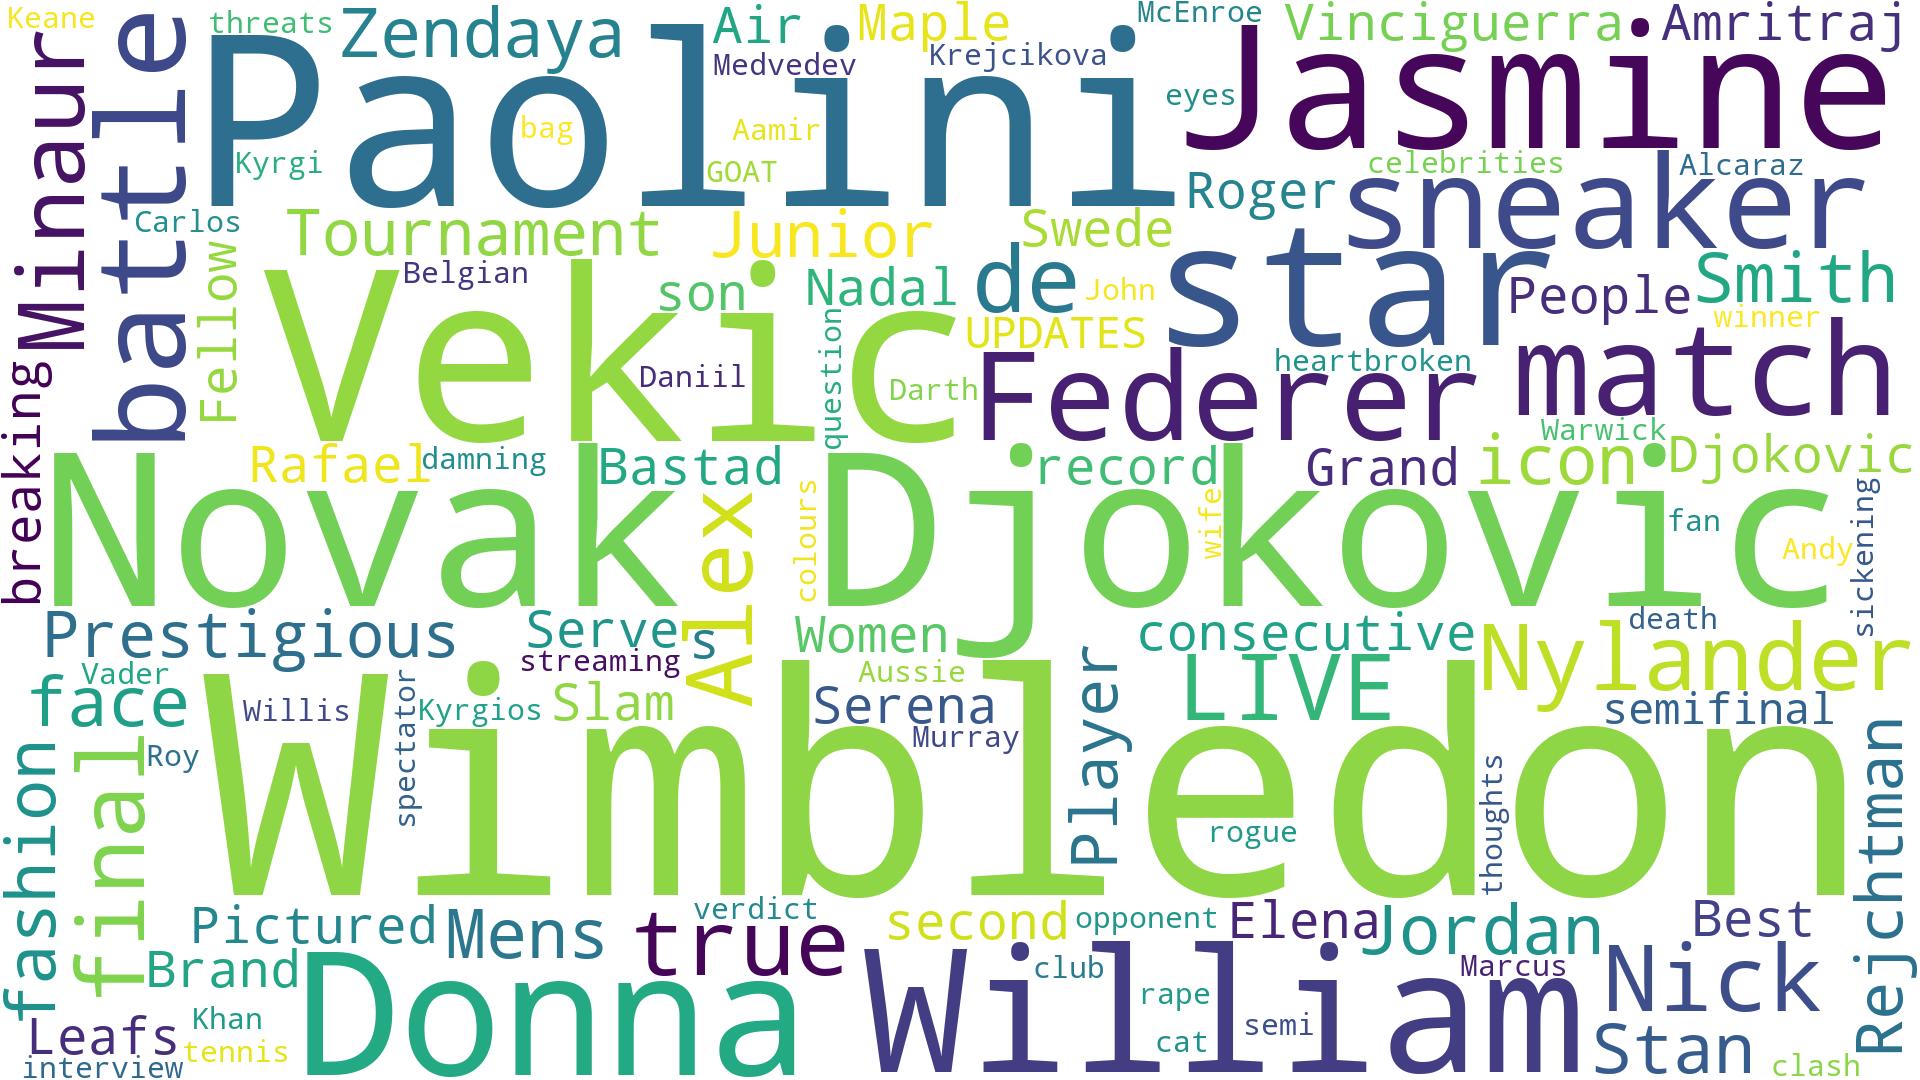 Keane
threats
Zendaya
Air
Maple
McEnroe
Vinciguerra
Amritraj
Minaur
battle
Paolini
Medvedev
Krejcikova
eyes
Jasmine
bag
Aamir
Kyrgi
GOAT
celebrities
Alcaraz
Roger
sneaker
Carlos
Tournament
Junior
Swede
Fellow
Belgian
son
Nadal
de
John
star
People
Smith
winner
UPDATES
Vekic
Daniil
question
Darth
Federer
heartbroken
match
breaking
Warwick
Rafael
damning
Bastad
record
Grand
icon
Djokovic
Novak Djokovic
Alex
colours
wife
fan
Andy
sickening
Prestigious
Serve
s
Women
consecutive
death
Nylander
streaming
Vader
face
Aussie
LIVE
Willis
spectator
Kyrgios
Slam
Serena
Murray
Player
semifinal
Roy
Wimbledon
fashion
final
rogue
thoughts
Rejchtman
Pictured
Mens
verdict
true
second
opponent
Elena
Jordan
Best
Brand
Donna
William
club
Marcus
Nick
rape
Khan
Leafs
tennis
interview
cat
semi
Stan
clash